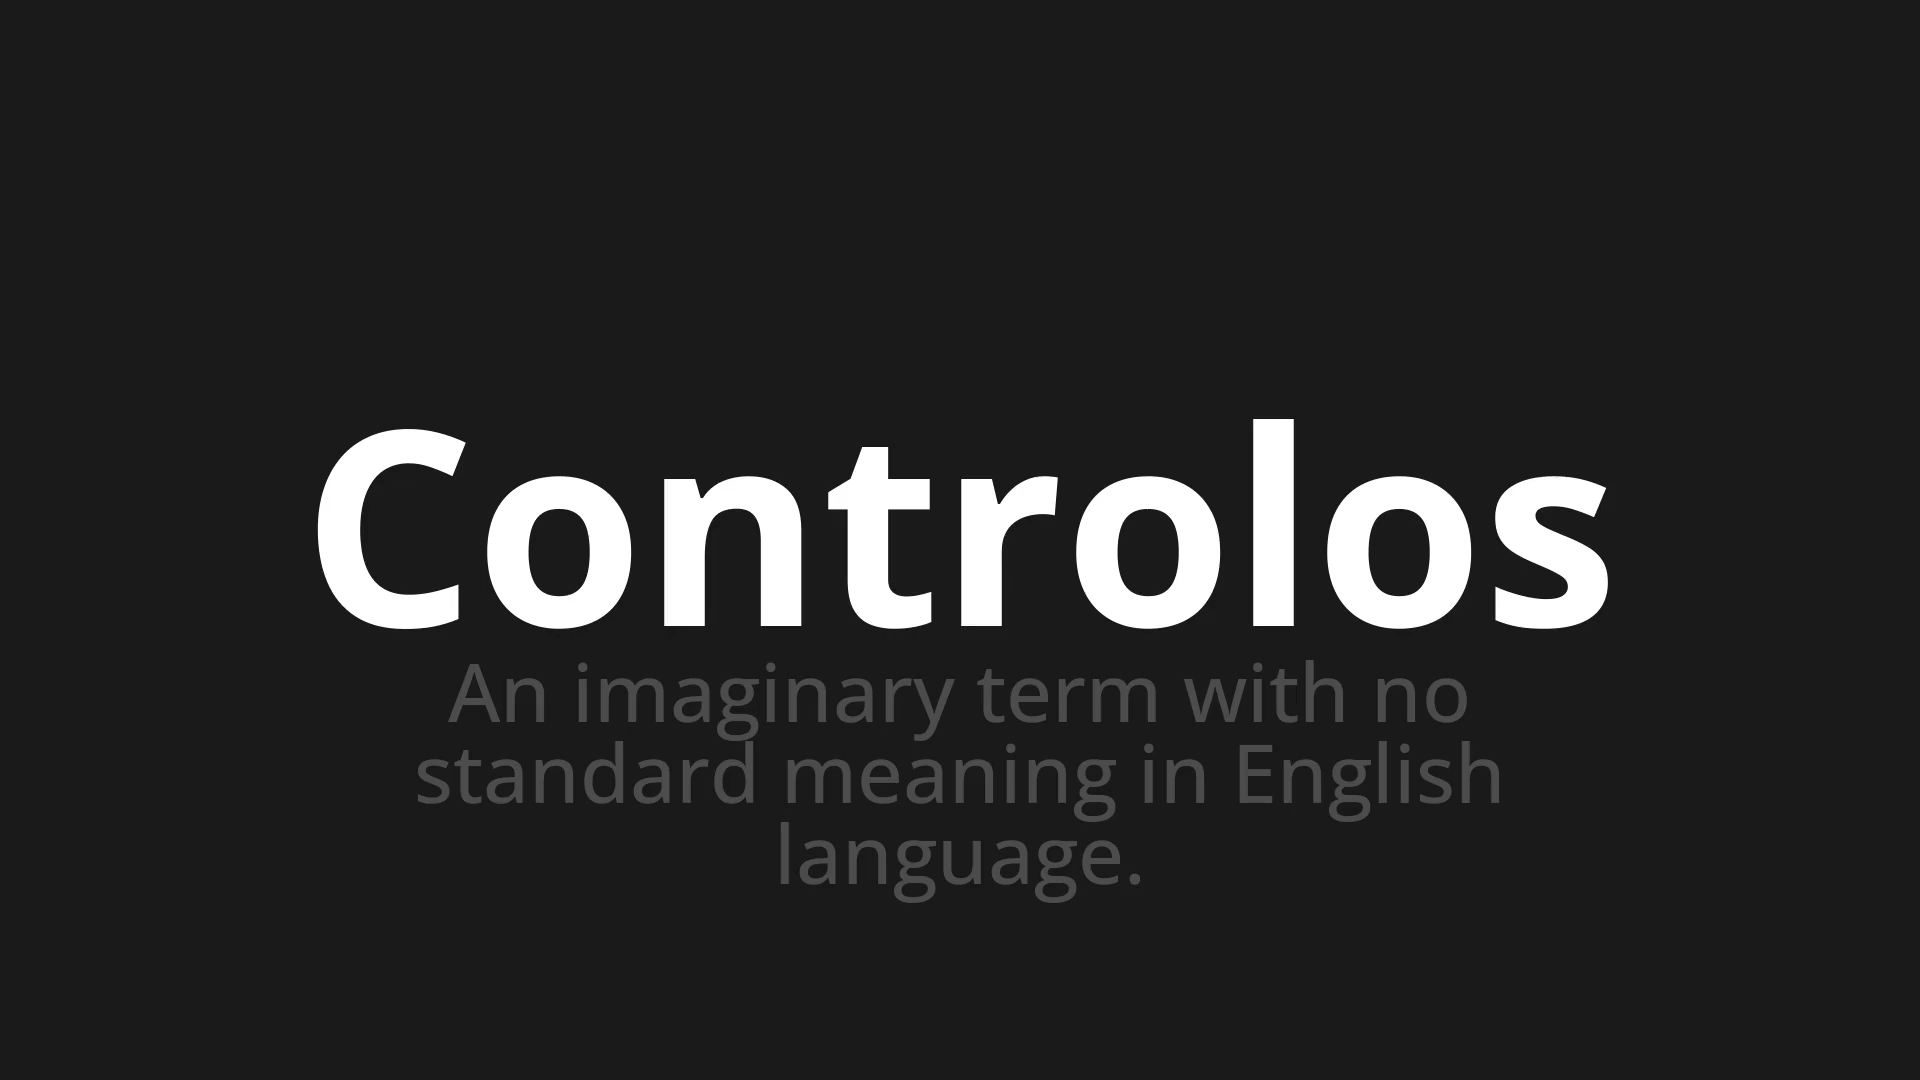 Controlos
An imaginary term with no
standard meaning in English
language.